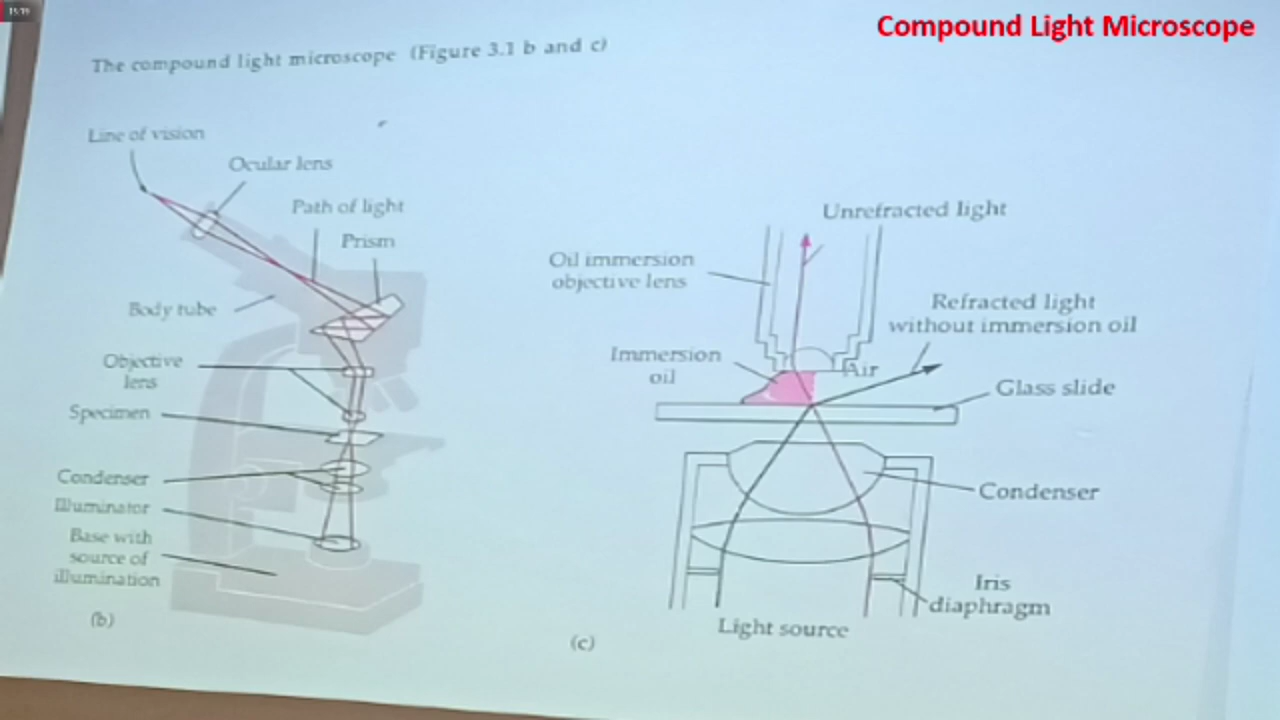 15:19
Compound Light Microscope
The compound light microscope (Figure 3.1 b and c)
Line of vision
Ocular lens
Path of light
Prism
Body tube
Objective
lens
Specimen
Condenser
Illuminator
Base with
source of
illumination
(b)
Unrefracted light
Oil immersion
objective lens
Refracted light
without immersion oil
Immersion
oil
Air
Glass slide
Condenser
Iris
diaphragm
Light source
(c)